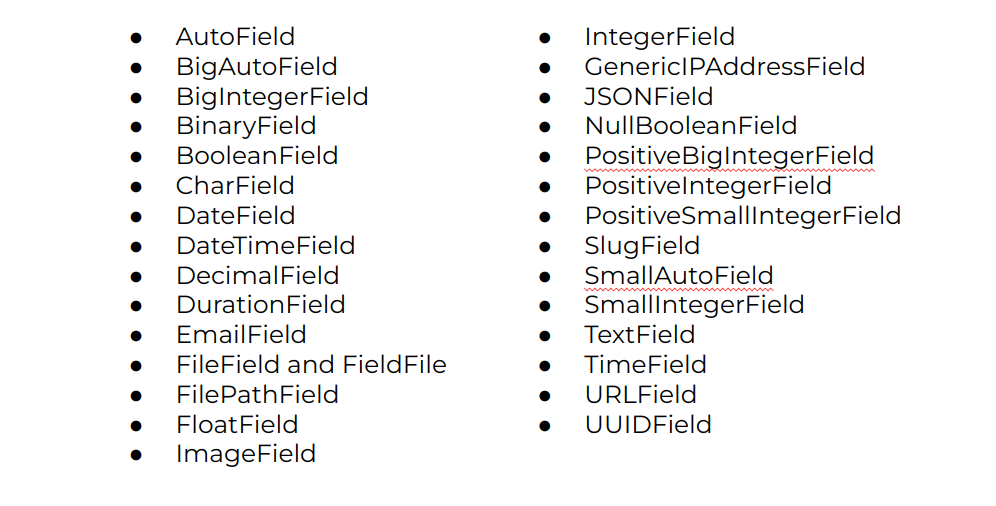 ● AutoField
● BigAutoField
● BigIntegerField
● BinaryField
● BooleanField
● CharField
● DateField
● DateTimeField
● DecimalField
● DurationField
● EmailField
● FileField and FieldFile
● FilePathField
● FloatField
● ImageField
● IntegerField
● GenericIPAddressField
● JSONField
● NullBooleanField
● PositiveBigIntegerField
● PositiveIntegerField
● PositiveSmallIntegerField
● SlugField
● SmallAutoField
● SmallIntegerField
● TextField
● TimeField
● URLField
● UUIDField